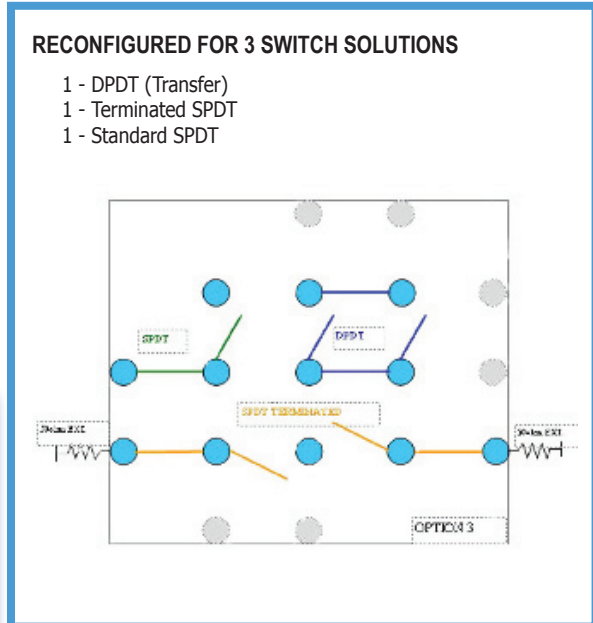 RECONFIGURED FOR 3 SWITCH SOLUTIONS
1 - DPDT (Transfer)
1 - Terminated SPDT
1 - Standard SPDT
SPDT
DPDT
SPDT TERMINATED
OPTION 3